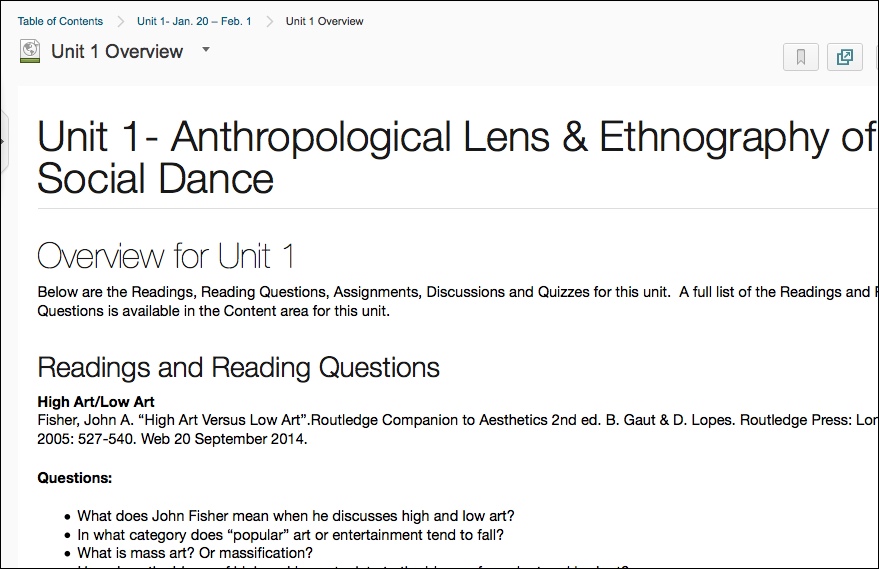 Table of Contents > Unit 1- Jan. 20 – Feb. 1 > Unit 1 Overview
Unit 1 Overview
Unit 1- Anthropological Lens & Ethnography of
Social Dance
Overview for Unit 1
Below are the Readings, Reading Questions, Assignments, Discussions and Quizzes for this unit.  A full list of the Readings and
Questions is available in the Content area for this unit.
Readings and Reading Questions
High Art/Low Art
Fisher, John A. “High Art Versus Low Art”.Routledge Companion to Aesthetics 2nd ed. B. Gaut & D. Lopes. Routledge Press:
2005: 527-540. Web 20 September 2014.
Questions:
• What does John Fisher mean when he discusses high and low art?
• In what category does “popular” art or entertainment tend to fall?
• What is mass art? Or massification?